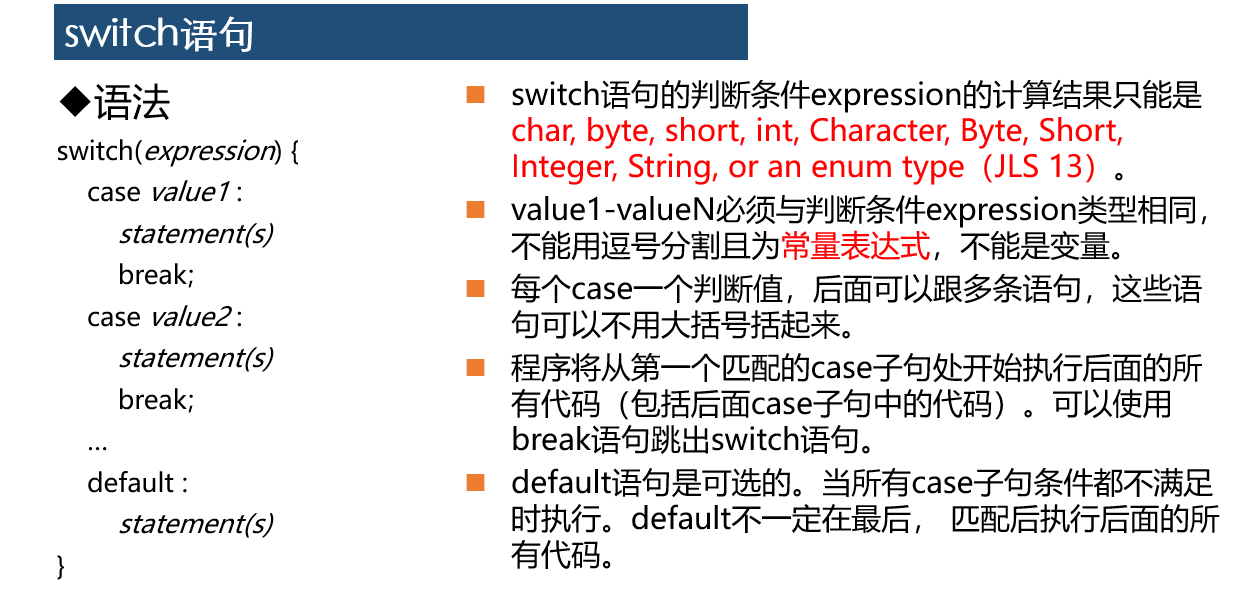 switch语句
◆语法
switch(expression) {
case value1 :
statement(s)
break;
case value2 :
statement(s)
break;
...
default :
statement(s)
}
switch语句的判断条件expression的计算结果只能是
char, byte, short, int, Character, Byte, Short,
Integer, String, or an enum type（JLS 13）。
value1-valueN必须与判断条件expression类型相同，
不能用逗号分割且为常量表达式，不能是变量。
每个case一个判断值，后面可以跟多条语句，这些语
句可以不用大括号括起来。
程序将从第一个匹配的case子句处开始执行后面的所
有代码（包括后面case子句中的代码）。可以使用
break语句跳出switch语句。
default语句是可选的。当所有case子句条件都不满足
时执行。default不一定在最后， 匹配后执行后面的所
有代码。